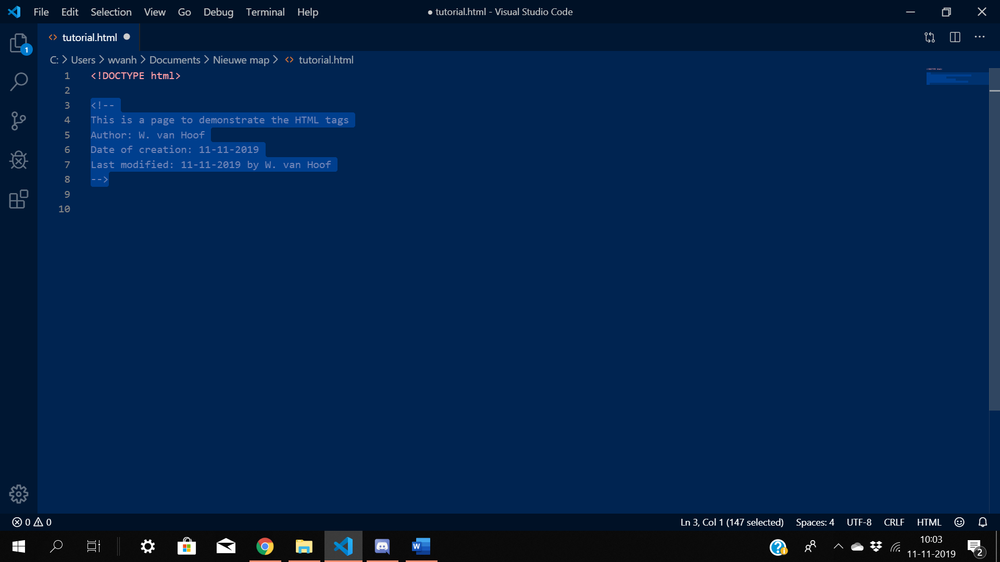 File Edit Selection View Go Debug Terminal Help ● tutorial.html - Visual Studio Code
<> tutorial.html ●
1
C: > Users > wvanh > Documents > Nieuwe map > <> tutorial.html
1 <!DOCTYPE html>
2
3 <!--
4 This is a page to demonstrate the HTML tags
5 Author: W. van Hoof
6 Date of creation: 11-11-2019
7 Last modified: 11-11-2019 by W. van Hoof
8 -->
9
10
0 0 Ln 3, Col 1 (147 selected) Spaces: 4 UTF-8 CRLF HTML
W ? i 10:03
11-11-2019 2